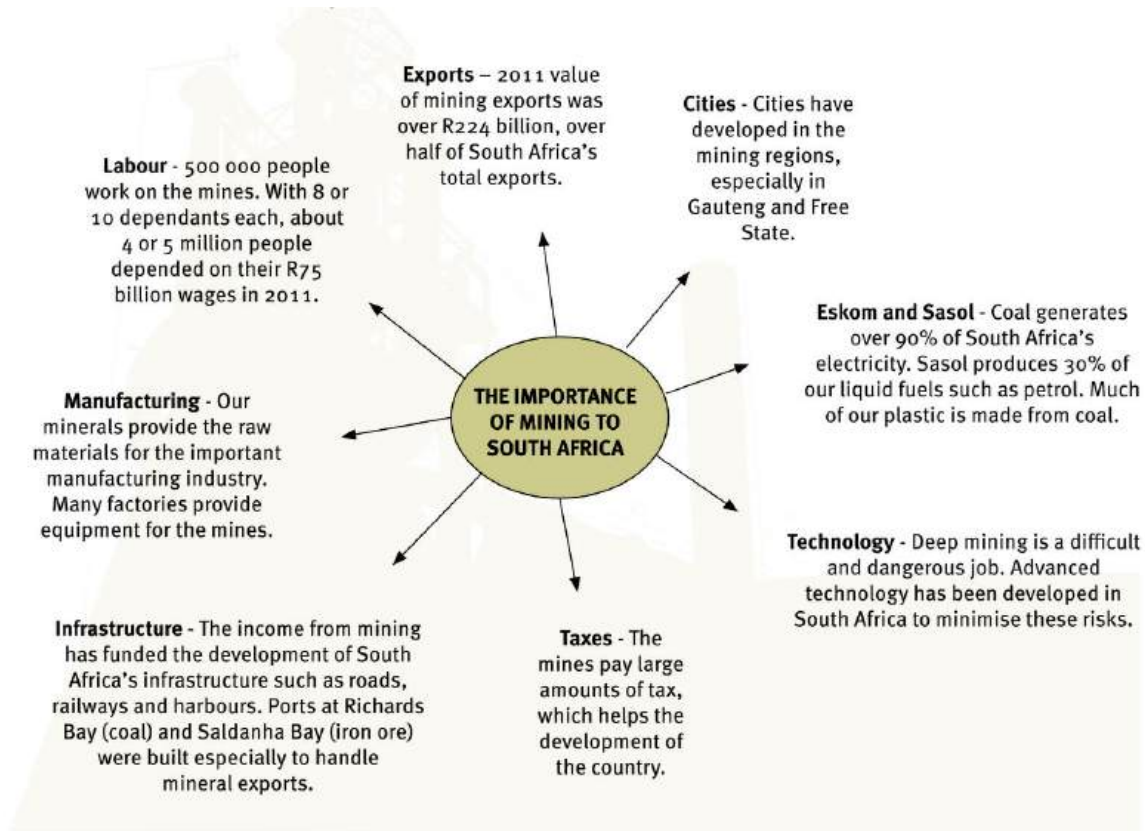 Exports – 2011 value
of mining exports was
over R224 billion, over
half of South Africa's
total exports.
Cities - Cities have
developed in the
mining regions,
especially in
Gauteng and Free
State.
Labour - 500 000 people
work on the mines. With 8 or
10 dependants each, about
4 or 5 million people
depended on their R75
billion wages in 2011.
Eskom and Sasol - Coal generates
over 90% of South Africa's
electricity. Sasol produces 30% of
our liquid fuels such as petrol. Much
of our plastic is made from coal.
THE IMPORTANCE
OF MINING TO
SOUTH AFRICA
Manufacturing - Our
minerals provide the raw
materials for the important
manufacturing industry.
Many factories provide
equipment for the mines.
Technology - Deep mining is a difficult
and dangerous job. Advanced
technology has been developed in
South Africa to minimise these risks.
Infrastructure - The income from mining
has funded the development of South
Africa's infrastructure such as roads,
railways and harbours. Ports at Richards
Bay (coal) and Saldanha Bay (iron ore)
were built especially to handle
mineral exports.
Taxes - The
mines pay large
amounts of tax,
which helps the
development of
the country.